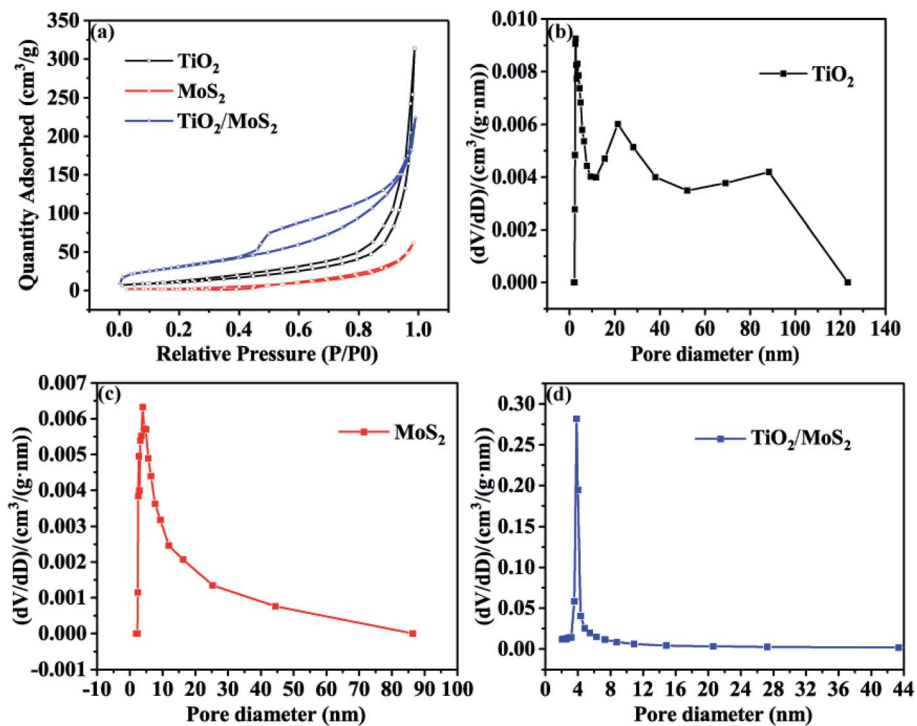 (a)
TiO₂
MoS₂
TiO₂/MoS₂
Quantity Adsorbed (cm³/g)
350
300
250
200
150
100
50
0
0.0 0.2 0.4 0.6 0.8 1.0
Relative Pressure (P/P0)
(b)
TiO₂
(dV/dD)/(cm³/(g·nm))
0.010
0.008
0.006
0.004
0.002
0.000
0 20 40 60 80 100 120 140
Pore diameter (nm)
(c)
MoS₂
(dV/dD)/(cm³/(g·nm))
0.007
0.006
0.005
0.004
0.003
0.002
0.001
0.000
-0.001
-10 0 10 20 30 40 50 60 70 80 90 100
Pore diameter (nm)
(d)
TiO₂/MoS₂
(dV/dD)/(cm³/(g·nm))
0.30
0.25
0.20
0.15
0.10
0.05
0.00
0 4 8 12 16 20 24 28 32 36 40 44
Pore diameter (nm)